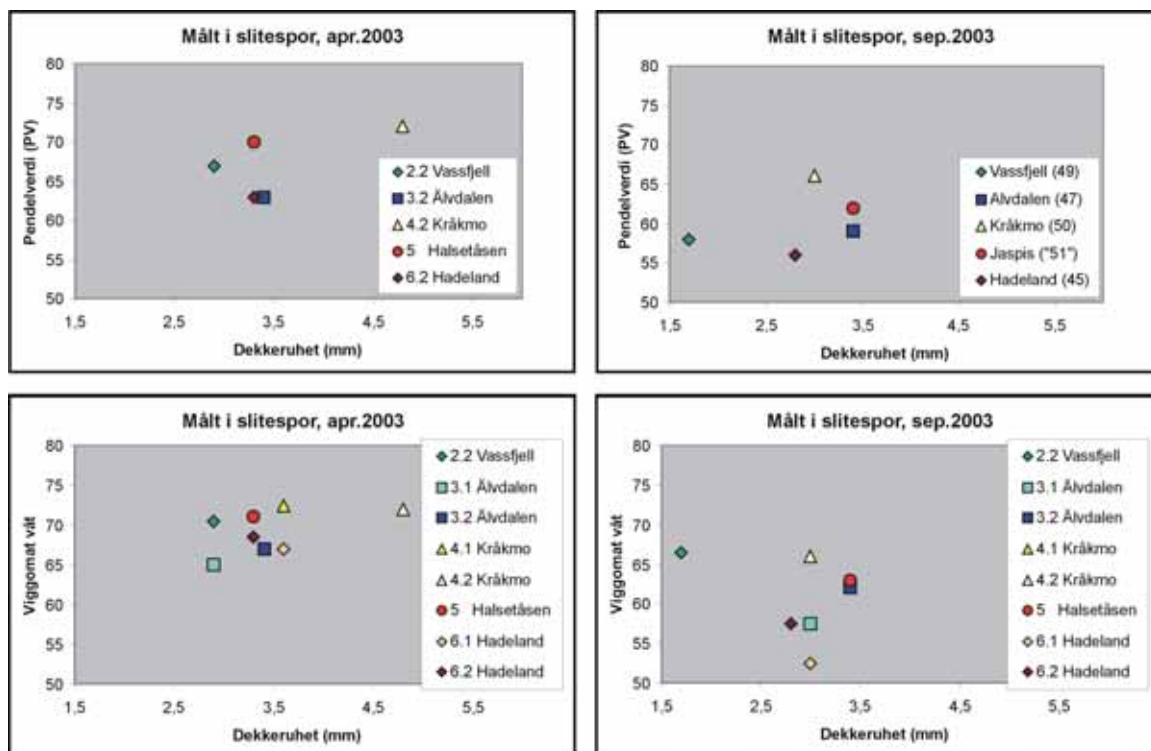 Målt i slitespor, apr.2003
Pendelverdi (PV)
80
75
70
65
60
55
50
2.2 Vassfjell
3.2 Älvdalen
4.2 Kråkmo
5 Halsetåsen
6.2 Hadeland
1,5 2,5 3,5 4,5 5,5
Dekkeruhet (mm)
Målt i slitespor, sep.2003
Pendelverdi (PV)
80
75
70
65
60
55
50
Vassfjell (49)
Alvdalen (47)
Kråkmo (50)
Jaspis ("51")
Hadeland (45)
1,5 2,5 3,5 4,5 5,5
Dekkeruhet (mm)
Målt i slitespor, apr.2003
Viggomat våt
80
75
70
65
60
55
50
2.2 Vassfjell
3.1 Älvdalen
3.2 Älvdalen
4.1 Kråkmo
4.2 Kråkmo
5 Halsetåsen
6.1 Hadeland
6.2 Hadeland
1,5 2,5 3,5 4,5 5,5
Dekkeruhet (mm)
Målt i slitespor, sep.2003
Viggomat våt
80
75
70
65
60
55
50
2.2 Vassfjell
3.1 Älvdalen
3.2 Älvdalen
4.1 Kråkmo
4.2 Kråkmo
5 Halsetåsen
6.1 Hadeland
6.2 Hadeland
1,5 2,5 3,5 4,5 5,5
Dekkeruhet (mm)